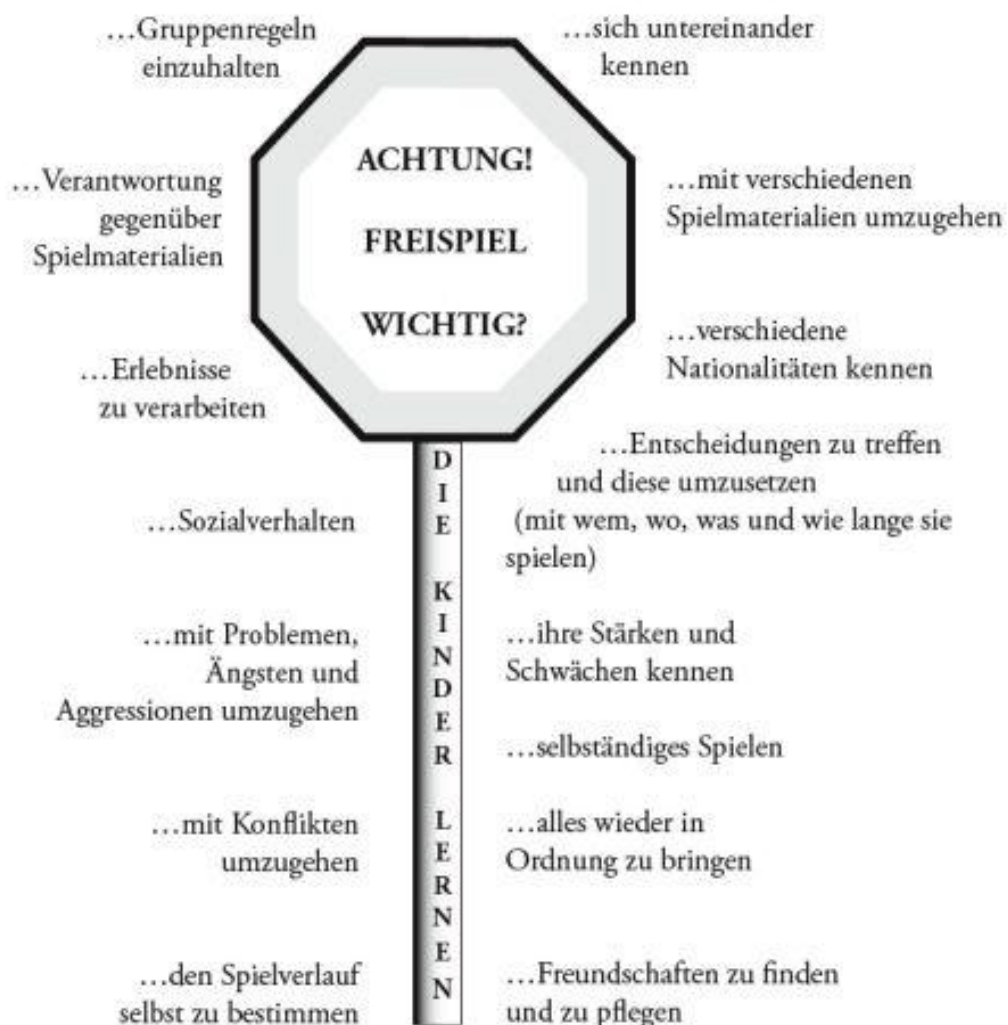 …Gruppenregeln
einzuhalten
…sich untereinander
kennen
ACHTUNG!
FREISPIEL
WICHTIG?
…Verantwortung
gegenüber
Spielmaterialien
…mit verschiedenen
Spielmaterialien umzugehen
…Erlebnisse
zu verarbeiten
…verschiedene
Nationalitäten kennen
DIE KINDER LERNEN
…Sozialverhalten
…Entscheidungen zu treffen
und diese umzusetzen
(mit wem, wo, was und wie lange sie
spielen)
…mit Problemen,
Ängsten und
Aggressionen umzugehen
…ihre Stärken und
Schwächen kennen
…selbständiges Spielen
…mit Konflikten
umzugehen
…alles wieder in
Ordnung zu bringen
…den Spielverlauf
selbst zu bestimmen
…Freundschaften zu finden
und zu pflegen